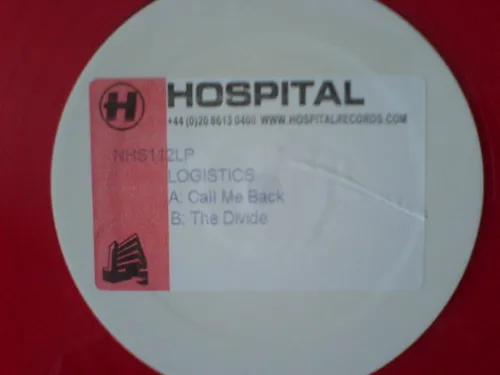 H HOSPITAL
+44 (0)20 8613 0400 WWW.HOSPITALRECORDS.COM
NHS112LP
LOGISTICS
A: Call Me Back
B: The Divide